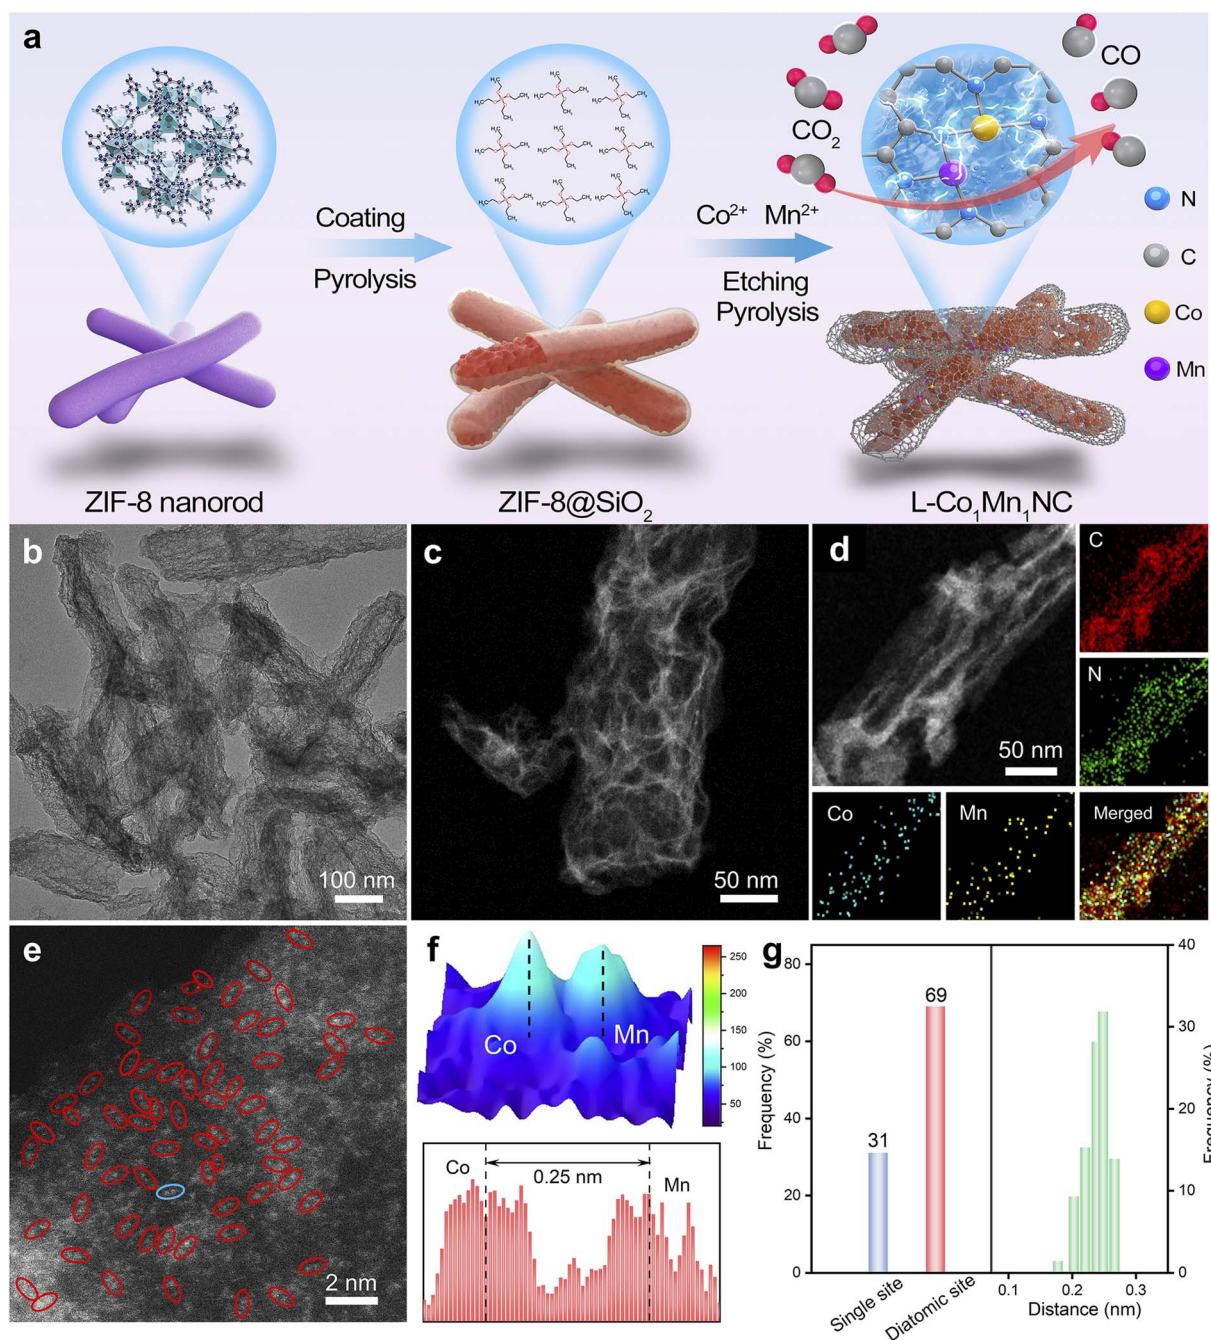 a
CO
CO2
Coating
Pyrolysis
Co2+ Mn2+
Etching
Pyrolysis
N
C
Co
Mn
ZIF-8 nanorod
ZIF-8@SiO2
L-Co1Mn1NC
b
100 nm
c
50 nm
d
50 nm
C
N
Co
Mn
Merged
e
2 nm
f
Co
Mn
250
200
150
100
50
Co
0.25 nm
Mn
g
Frequency (%)
80
60
40
20
0
31
69
Single site
Diatomic site
40
30
20
10
0
Frequency (%)
0.1
0.2
0.3
Distance (nm)